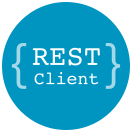 { REST
Client }